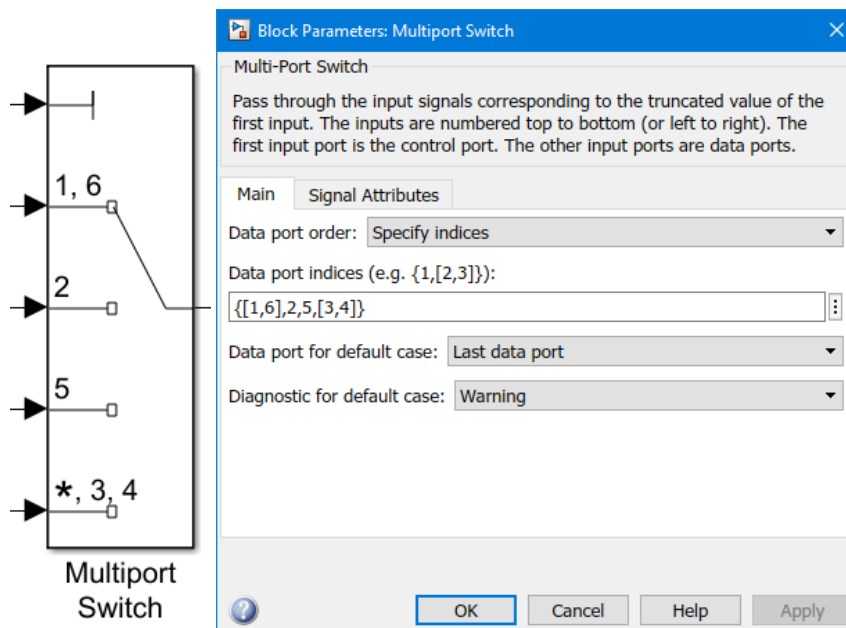 1, 6
2
5
*, 3, 4
Multiport
Switch
Block Parameters: Multiport Switch
Multi-Port Switch
Pass through the input signals corresponding to the truncated value of the
first input. The inputs are numbered top to bottom (or left to right). The
first input port is the control port. The other input ports are data ports.
Main
Signal Attributes
Data port order: Specify indices
Data port indices (e.g. {1,[2,3]}):
{[1,6],2,5,[3,4]}
Data port for default case: Last data port
Diagnostic for default case: Warning
?
OK
Cancel
Help
Apply